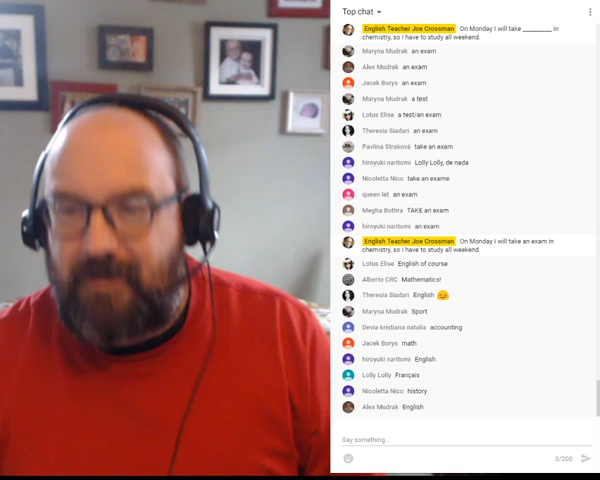 Top chat
English Teacher Joe Crossman On Monday I will take _________ in
chemistry, so I have to study all weekend.
Maryna Mudrak an exam
Alex Mudrak an exam
Jacek Borys an exam
Maryna Mudrak a test
Lotus Elise a test/an exam
Theresia Siadari an exam
Pavlína Straková take an exam
hiroyuki naritomi Lolly Lolly, de nada
Nicoletta Nico take an exame
queen let an exam
Megha Bothra TAKE an exam
hiroyuki naritomi an exam
English Teacher Joe Crossman On Monday I will take an exam in
chemistry, so I have to study all weekend.
Lotus Elise English of course
Alberto CRC Mathematics!
Theresia Siadari English 😊
Maryna Mudrak Sport
Devia kristiana natalia accounting
Jacek Borys math
hiroyuki naritomi English
Lolly Lolly Français
Nicoletta Nico history
Alex Mudrak English
Say something...
0/200